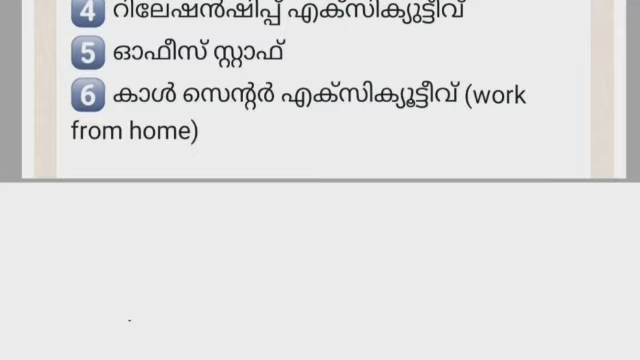 4 റിലേഷൻഷിപ്പ് എക്സിക്യുട്ടീവ്
5 ഓഫീസ് സ്റ്റാഫ്
6 കാൾ സെന്റർ എക്സിക്യൂട്ടീവ് (work
from home)